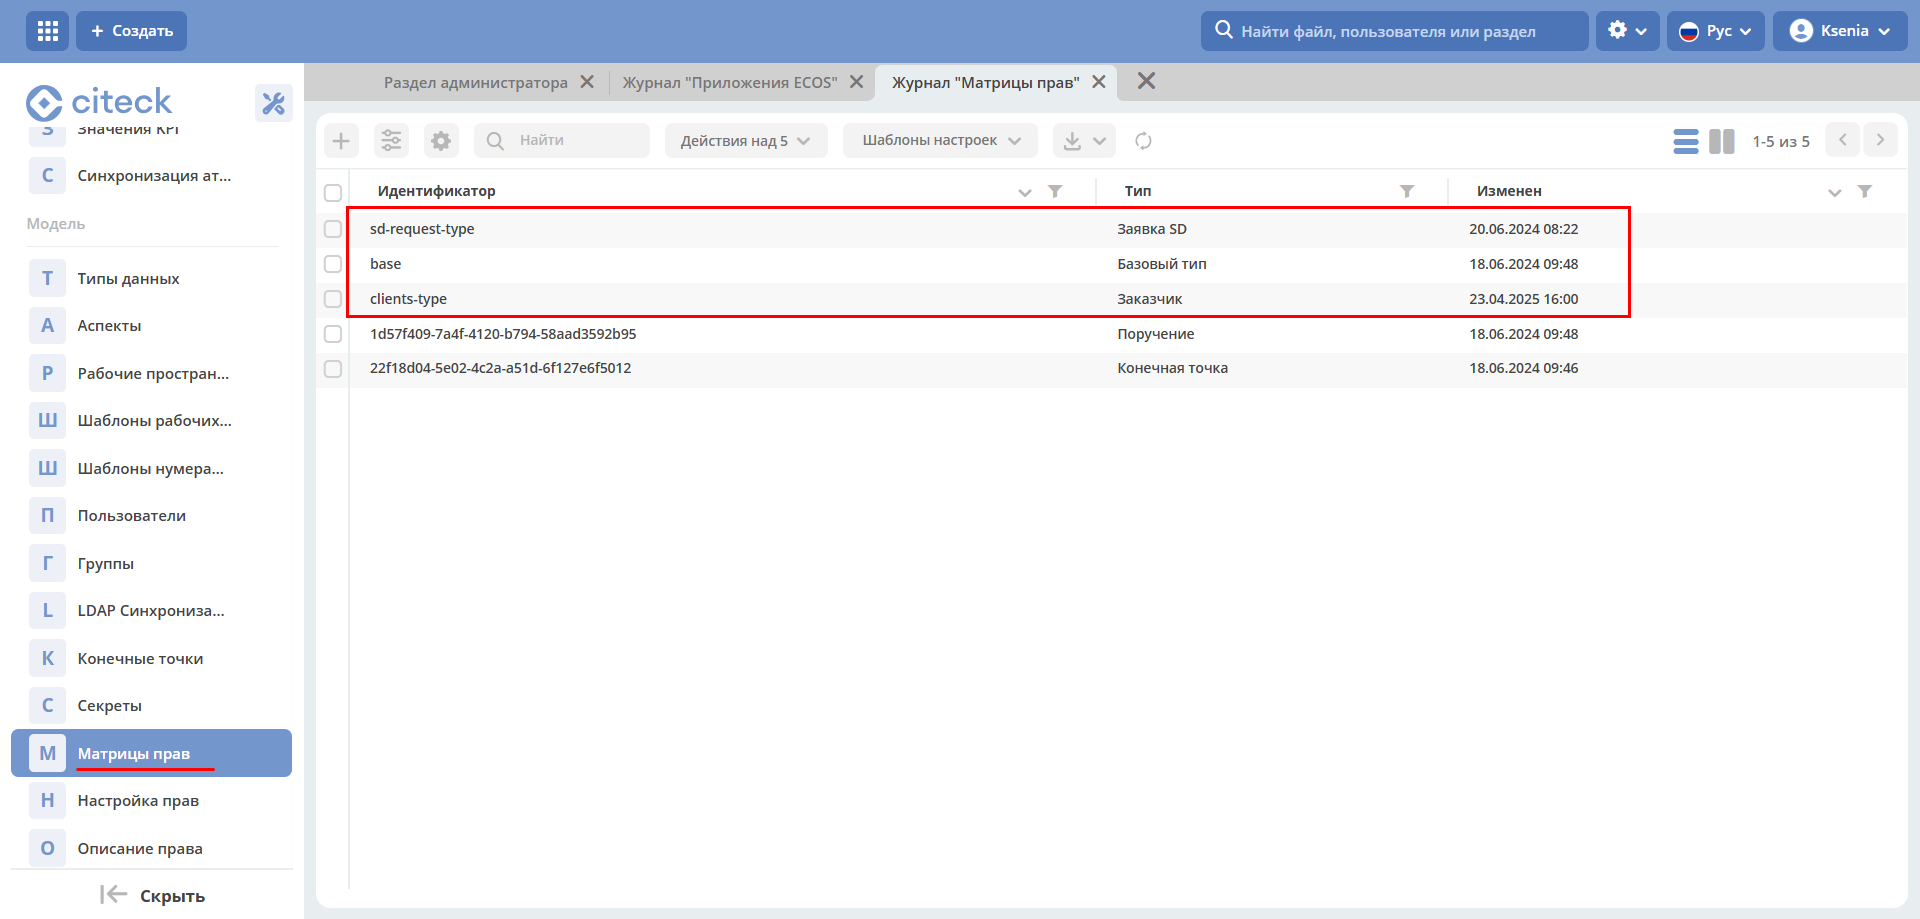 + Создать
Найти файл, пользователя или раздел
Рус
Ksenia
citeck
Раздел администратора
Журнал "Приложения ECOS"
Журнал "Матрицы прав"
З Значения KPI
С Синхронизация ат...
Модель
Т Типы данных
А Аспекты
Р Рабочие простран...
Ш Шаблоны рабочих...
Ш Шаблоны нумера...
П Пользователи
Г Группы
L LDAP Синхрониза...
К Конечные точки
С Секреты
М Матрицы прав
Н Настройка прав
О Описание права
Скрыть
Найти
Действия над 5
Шаблоны настроек
1-5 из 5
Идентификатор Тип Изменен
sd-request-type Заявка SD 20.06.2024 08:22
base Базовый тип 18.06.2024 09:48
clients-type Заказчик 23.04.2025 16:00
1d57f409-7a4f-4120-b794-58aad3592b95 Поручение 18.06.2024 09:48
22f18d04-5e02-4c2a-a51d-6f127e6f5012 Конечная точка 18.06.2024 09:46